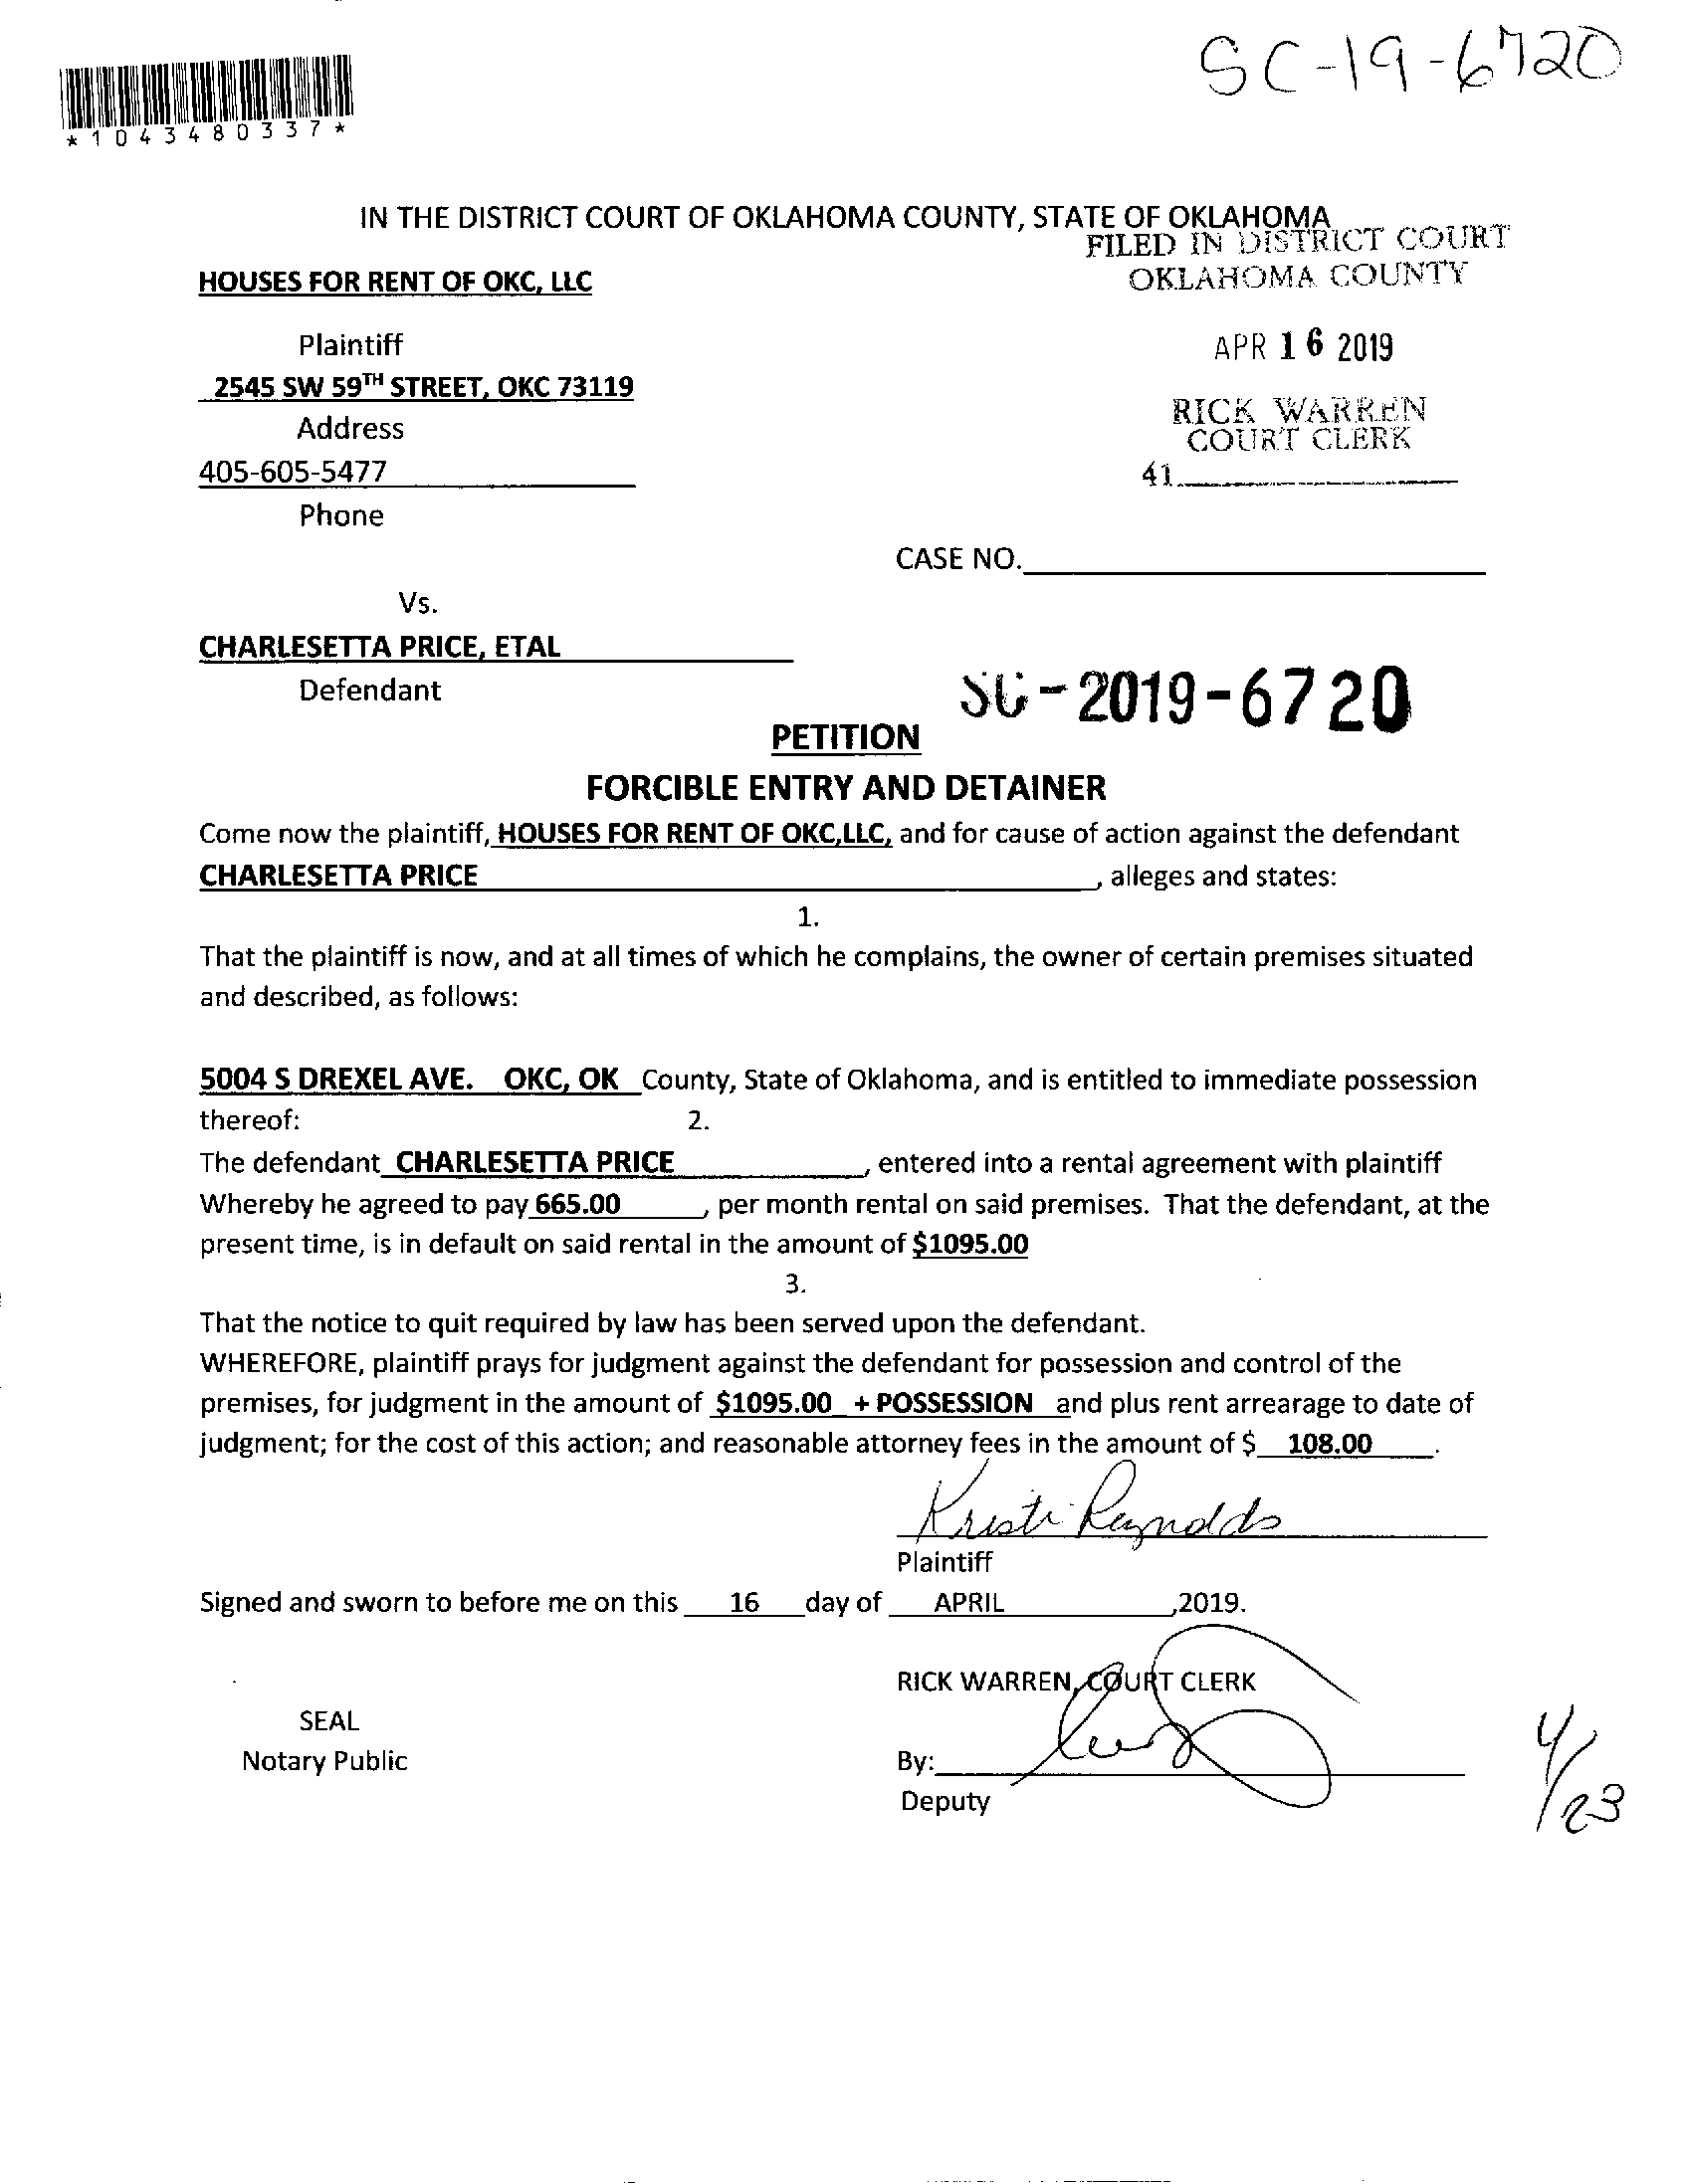 SC-19-6720
*1043480337*
IN THE DISTRICT COURT OF OKLAHOMA COUNTY, STATE OF OKLAHOMA
FILED IN DISTRICT COURT
OKLAHOMA COUNTY
HOUSES FOR RENT OF OKC, LLC
Plaintiff
APR 16 2019
2545 SW 59TH STREET, OKC 73119
Address
RICK WARREN
COURT CLERK
405-605-5477
41
Phone
CASE NO.
Vs.
CHARLESETTA PRICE, ETAL
Defendant
SC-2019-6720
PETITION
FORCIBLE ENTRY AND DETAINER
Come now the plaintiff, HOUSES FOR RENT OF OKC,LLC, and for cause of action against the defendant
CHARLESETTA PRICE, alleges and states:
1.
That the plaintiff is now, and at all times of which he complains, the owner of certain premises situated
and described, as follows:
5004 S DREXEL AVE. OKC, OK County, State of Oklahoma, and is entitled to immediate possession
thereof: 2.
The defendant CHARLESETTA PRICE, entered into a rental agreement with plaintiff
Whereby he agreed to pay 665.00, per month rental on said premises. That the defendant, at the
present time, is in default on said rental in the amount of $1095.00
3.
That the notice to quit required by law has been served upon the defendant.
WHEREFORE, plaintiff prays for judgment against the defendant for possession and control of the
premises, for judgment in the amount of $1095.00 + POSSESSION and plus rent arrearage to date of
judgment; for the cost of this action; and reasonable attorney fees in the amount of $ 108.00.
Kristi Reynolds
Plaintiff
Signed and sworn to before me on this 16 day of APRIL,2019.
RICK WARREN, COURT CLERK
SEAL
Notary Public
By:
Deputy
4/23